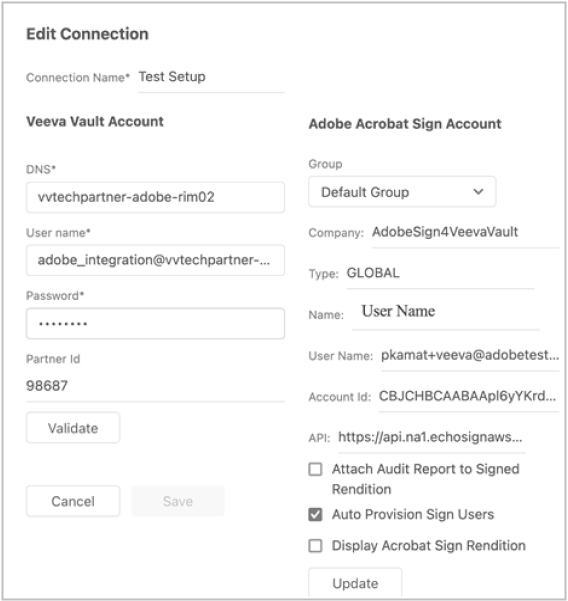 Edit Connection
Connection Name* Test Setup
Veeva Vault Account
DNS*
vvtechpartner-adobe-rim02
User name*
adobe_integration@vvtechpartner-...
Password*
••••••••
Partner Id
98687
Validate
Cancel
Save
Adobe Acrobat Sign Account
Group
Default Group
Company: AdobeSign4VeevaVault
Type: GLOBAL
Name: User Name
User Name: pkamat+veeva@adobetest...
Account Id: CBJCHBCAABAApl6yYKrd...
API: https://api.na1.echosignaws...
Attach Audit Report to Signed
Rendition
Auto Provision Sign Users
Display Acrobat Sign Rendition
Update